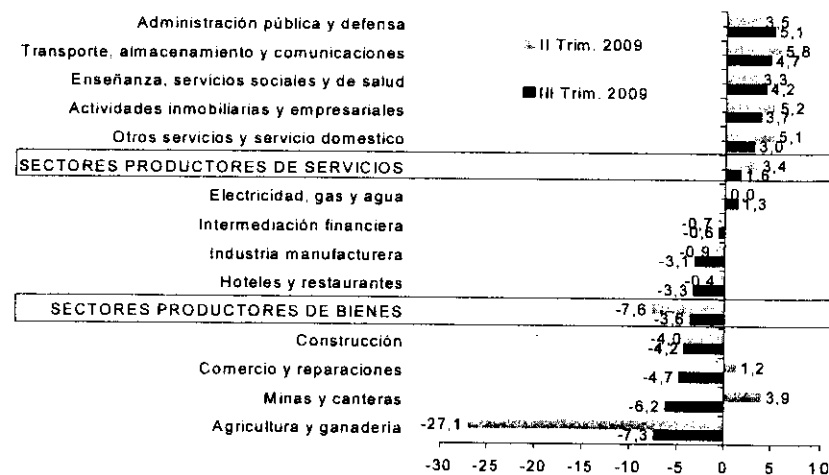 Administración pública y defensa 3,5
5,1
Transporte, almacenamiento y comunicaciones 5,8
4,7
Enseñanza, servicios sociales y de salud 3,3
4,2
Actividades inmobiliarias y empresariales 5,2
3,7
Otros servicios y servicio domestico 5,1
3,0
SECTORES PRODUCTORES DE SERVICIOS 3,4
1,6
Electricidad, gas y agua 0,0
1,3
Intermediación financiera -0,7
-0,6
Industria manufacturera -0,9
-3,1
Hoteles y restaurantes -0,4
-3,3
SECTORES PRODUCTORES DE BIENES -7,6
-3,6
Construcción -4,0
-4,2
Comercio y reparaciones 1,2
-4,7
Minas y canteras 3,9
-6,2
Agricultura y ganadería -27,1
-7,3
II Trim. 2009
III Trim. 2009
-30 -25 -20 -15 -10 -5 0 5 10